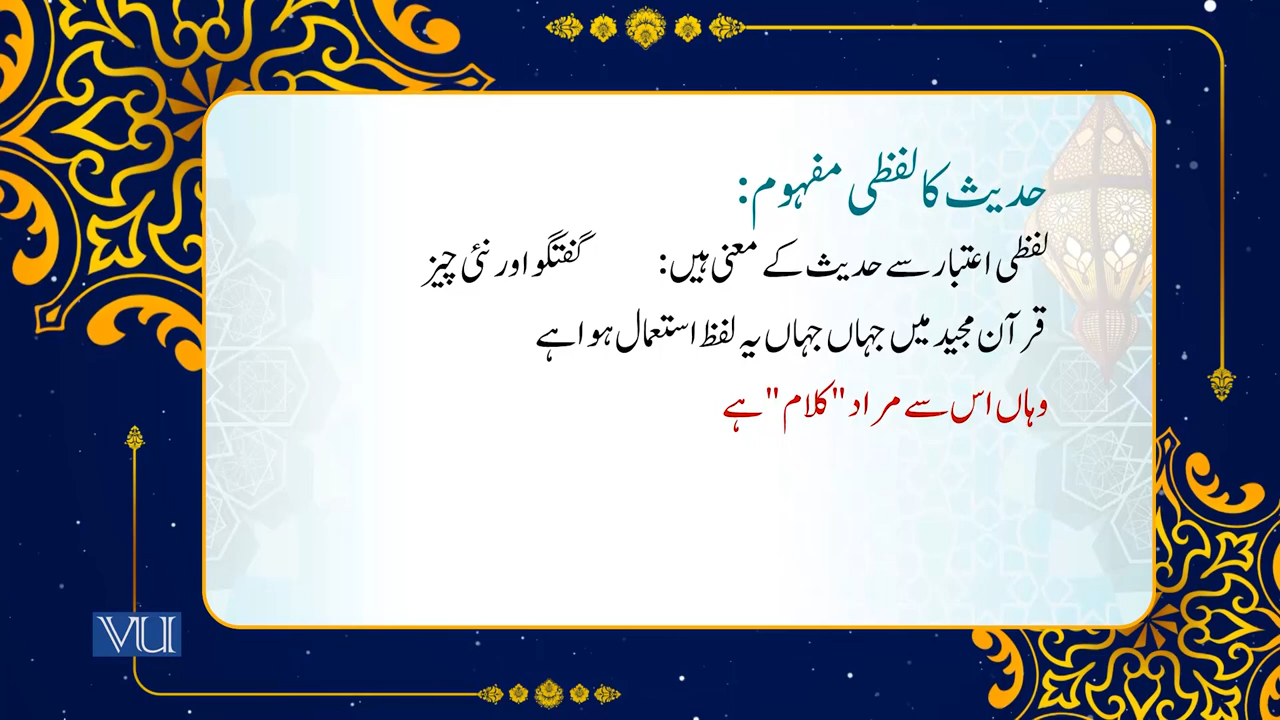 حدیث کا لفظی مفہوم:
لفظی اعتبار سے حدیث کے معنی ہیں: گفتگو اور نئی چیز
قرآن مجید میں جہاں جہاں یہ لفظ استعمال ہوا ہے
وہاں اس سے مراد "کلام" ہے
VU